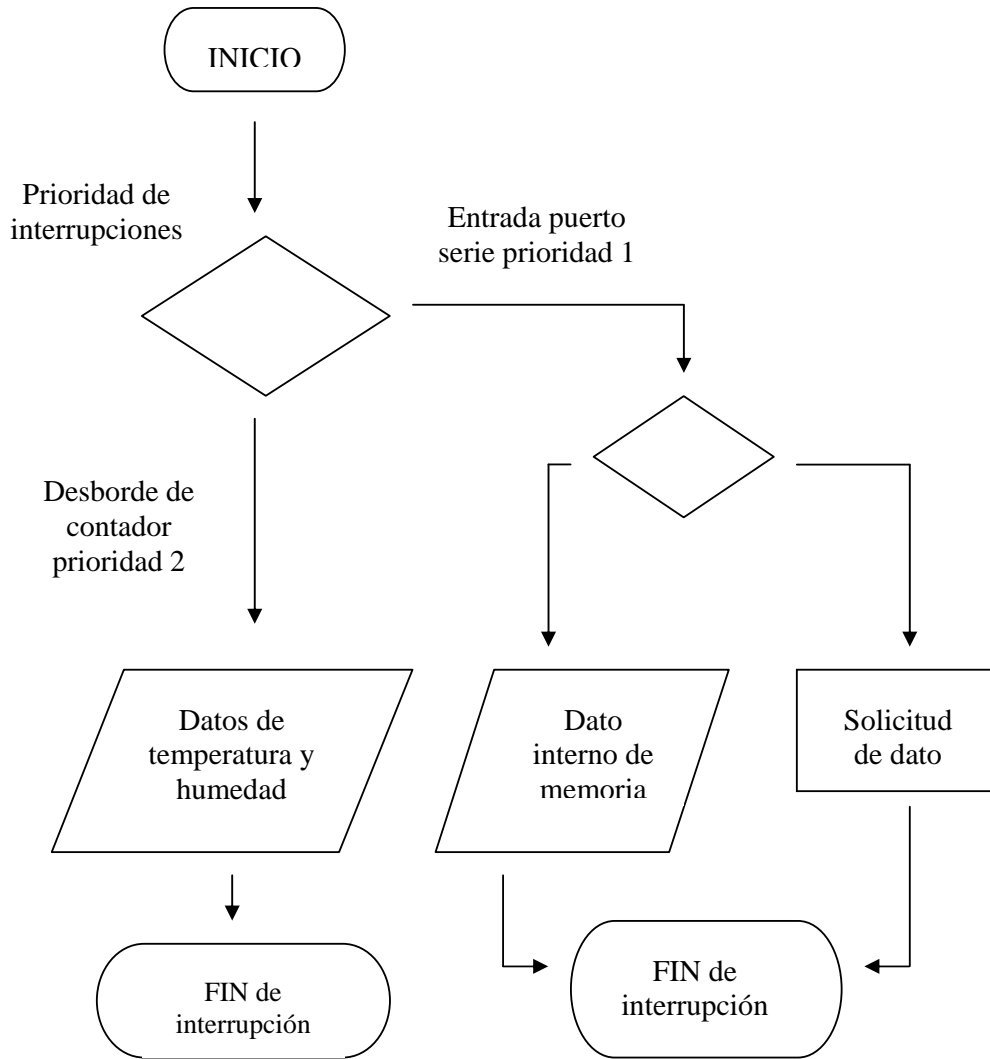 INICIO
Prioridad de
interrupciones
Entrada puerto
serie prioridad 1
Desborde de
contador
prioridad 2
Datos de
temperatura y
humedad
Dato
interno de
memoria
Solicitud
de dato
FIN de
interrupción
FIN de
interrupción